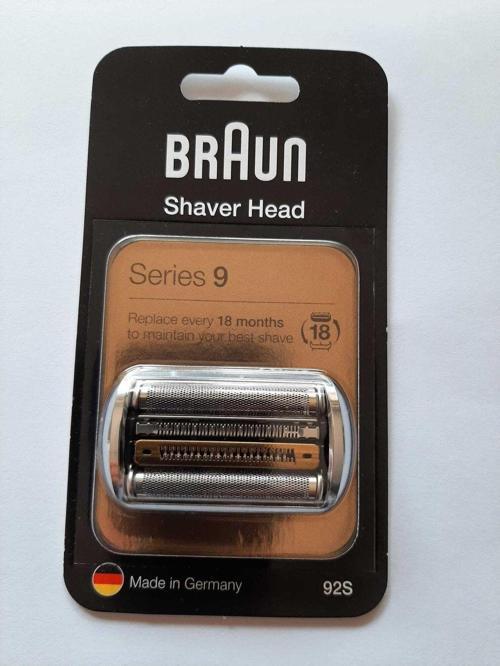 BRAUN
Shaver Head
Series 9
Replace every 18 months
to maintain your best shave
18
Made in Germany
92S